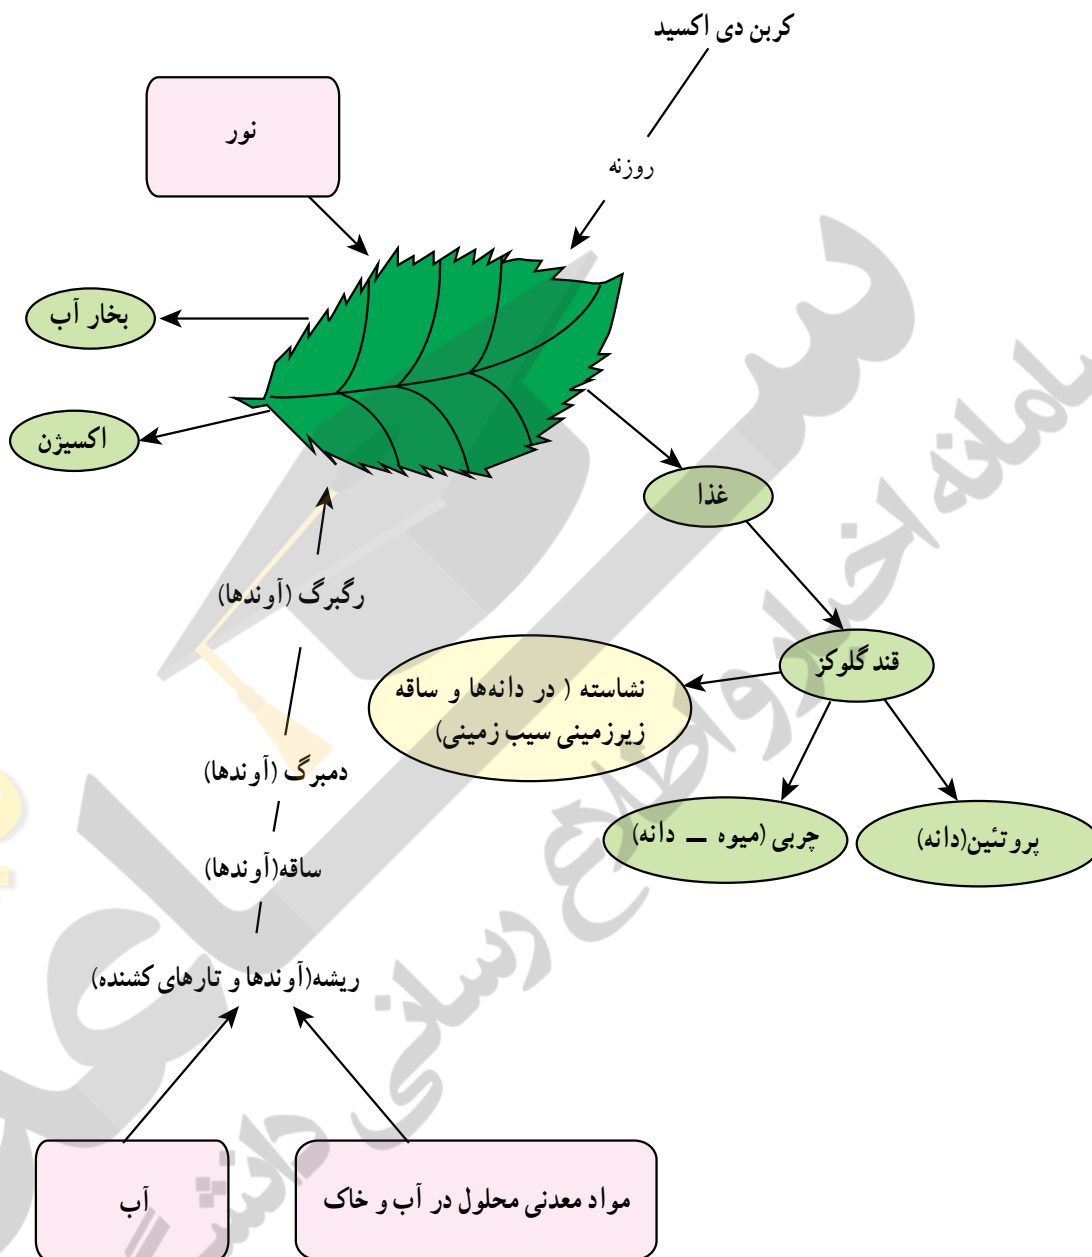 کربن دی اکسید
نور
روزنه
بخار آب
اکسیژن
غذا
رگبرگ (آوندها)
قند گلوکز
نشاسته ( در دانه‌ها و ساقه
زیرزمینی سیب زمینی)
دمبرگ (آوندها)
پروتئین(دانه)
چربی (میوه ــ دانه)
ساقه(آوندها)
ریشه(آوندها و تارهای کشنده)
مواد معدنی محلول در آب و خاک
آب